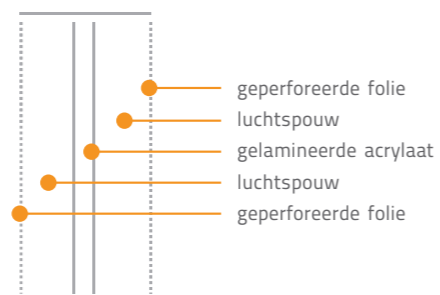 geperforeerde folie
luchtspouw
gelamineerde acrylaat
luchtspouw
geperforeerde folie